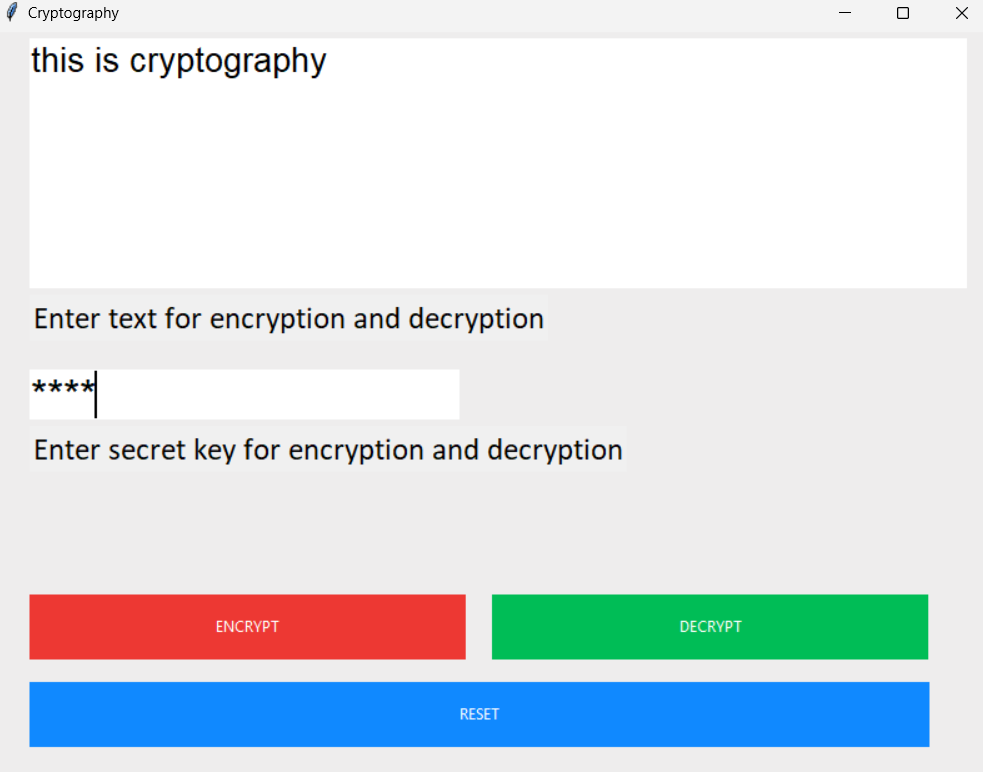 Cryptography
this is cryptography
Enter text for encryption and decryption
****
Enter secret key for encryption and decryption
ENCRYPT DECRYPT
RESET